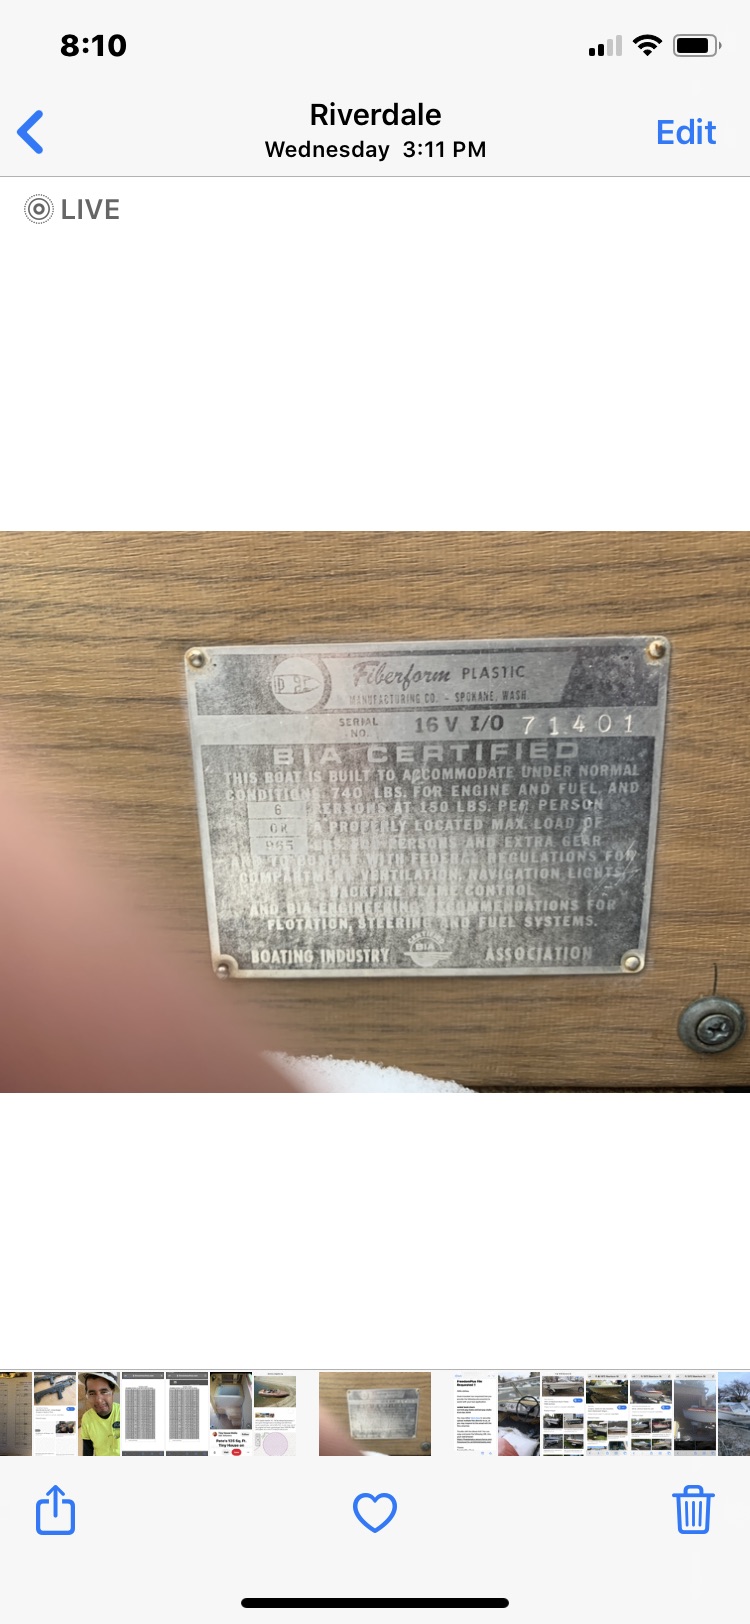 8:10
Riverdale
Wednesday 3:11 PM
Edit
LIVE
Fiberform PLASTIC
MANUFACTURING CO. - SPOKANE, WASH
SERIAL NO. 16 V I/O 71401
BIA CERTIFIED
THIS BOAT IS BUILT TO ACCOMMODATE UNDER NORMAL
CONDITIONS 740 LBS. FOR ENGINE AND FUEL AND
6 PERSONS AT 150 LBS. PER PERSON
OR A PROPERLY LOCATED MAX. LOAD OF
965 LBS. FOR PERSONS AND EXTRA GEAR
AND TO COMPLY WITH FEDERAL REGULATIONS FOR
COMPARTMENT VENTILATION, NAVIGATION LIGHTS,
BACKFIRE FLAME CONTROL
AND BIA ENGINEERING RECOMMENDATIONS FOR
FLOTATION, STEERING AND FUEL SYSTEMS.
CERTIFIED
BIA
BOATING INDUSTRY ASSOCIATION
Tiny House on